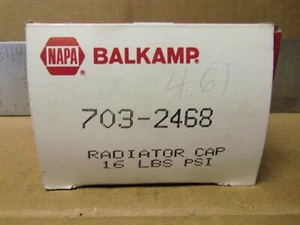 NAPA BALKAMP
4.61
703-2468
RADIATOR CAP
16 LBS PSI